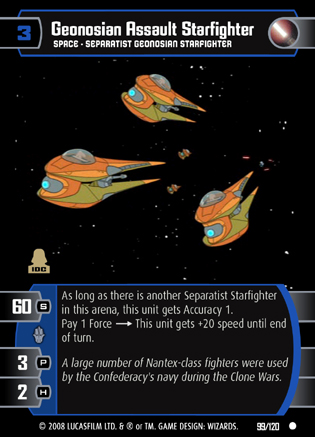 3
Geonosian Assault Starfighter
SPACE - SEPARATIST GEONOSIAN STARFIGHTER
IDC
60 S
As long as there is another Separatist Starfighter
in this arena, this unit gets Accuracy 1.
Pay 1 Force → This unit gets +20 speed until end
of turn.
3 P
A large number of Nantex-class fighters were used
by the Confederacy's navy during the Clone Wars.
2 H
© 2008 LUCASFILM LTD. & ® or TM. GAME DESIGN: WIZARDS. 99/120